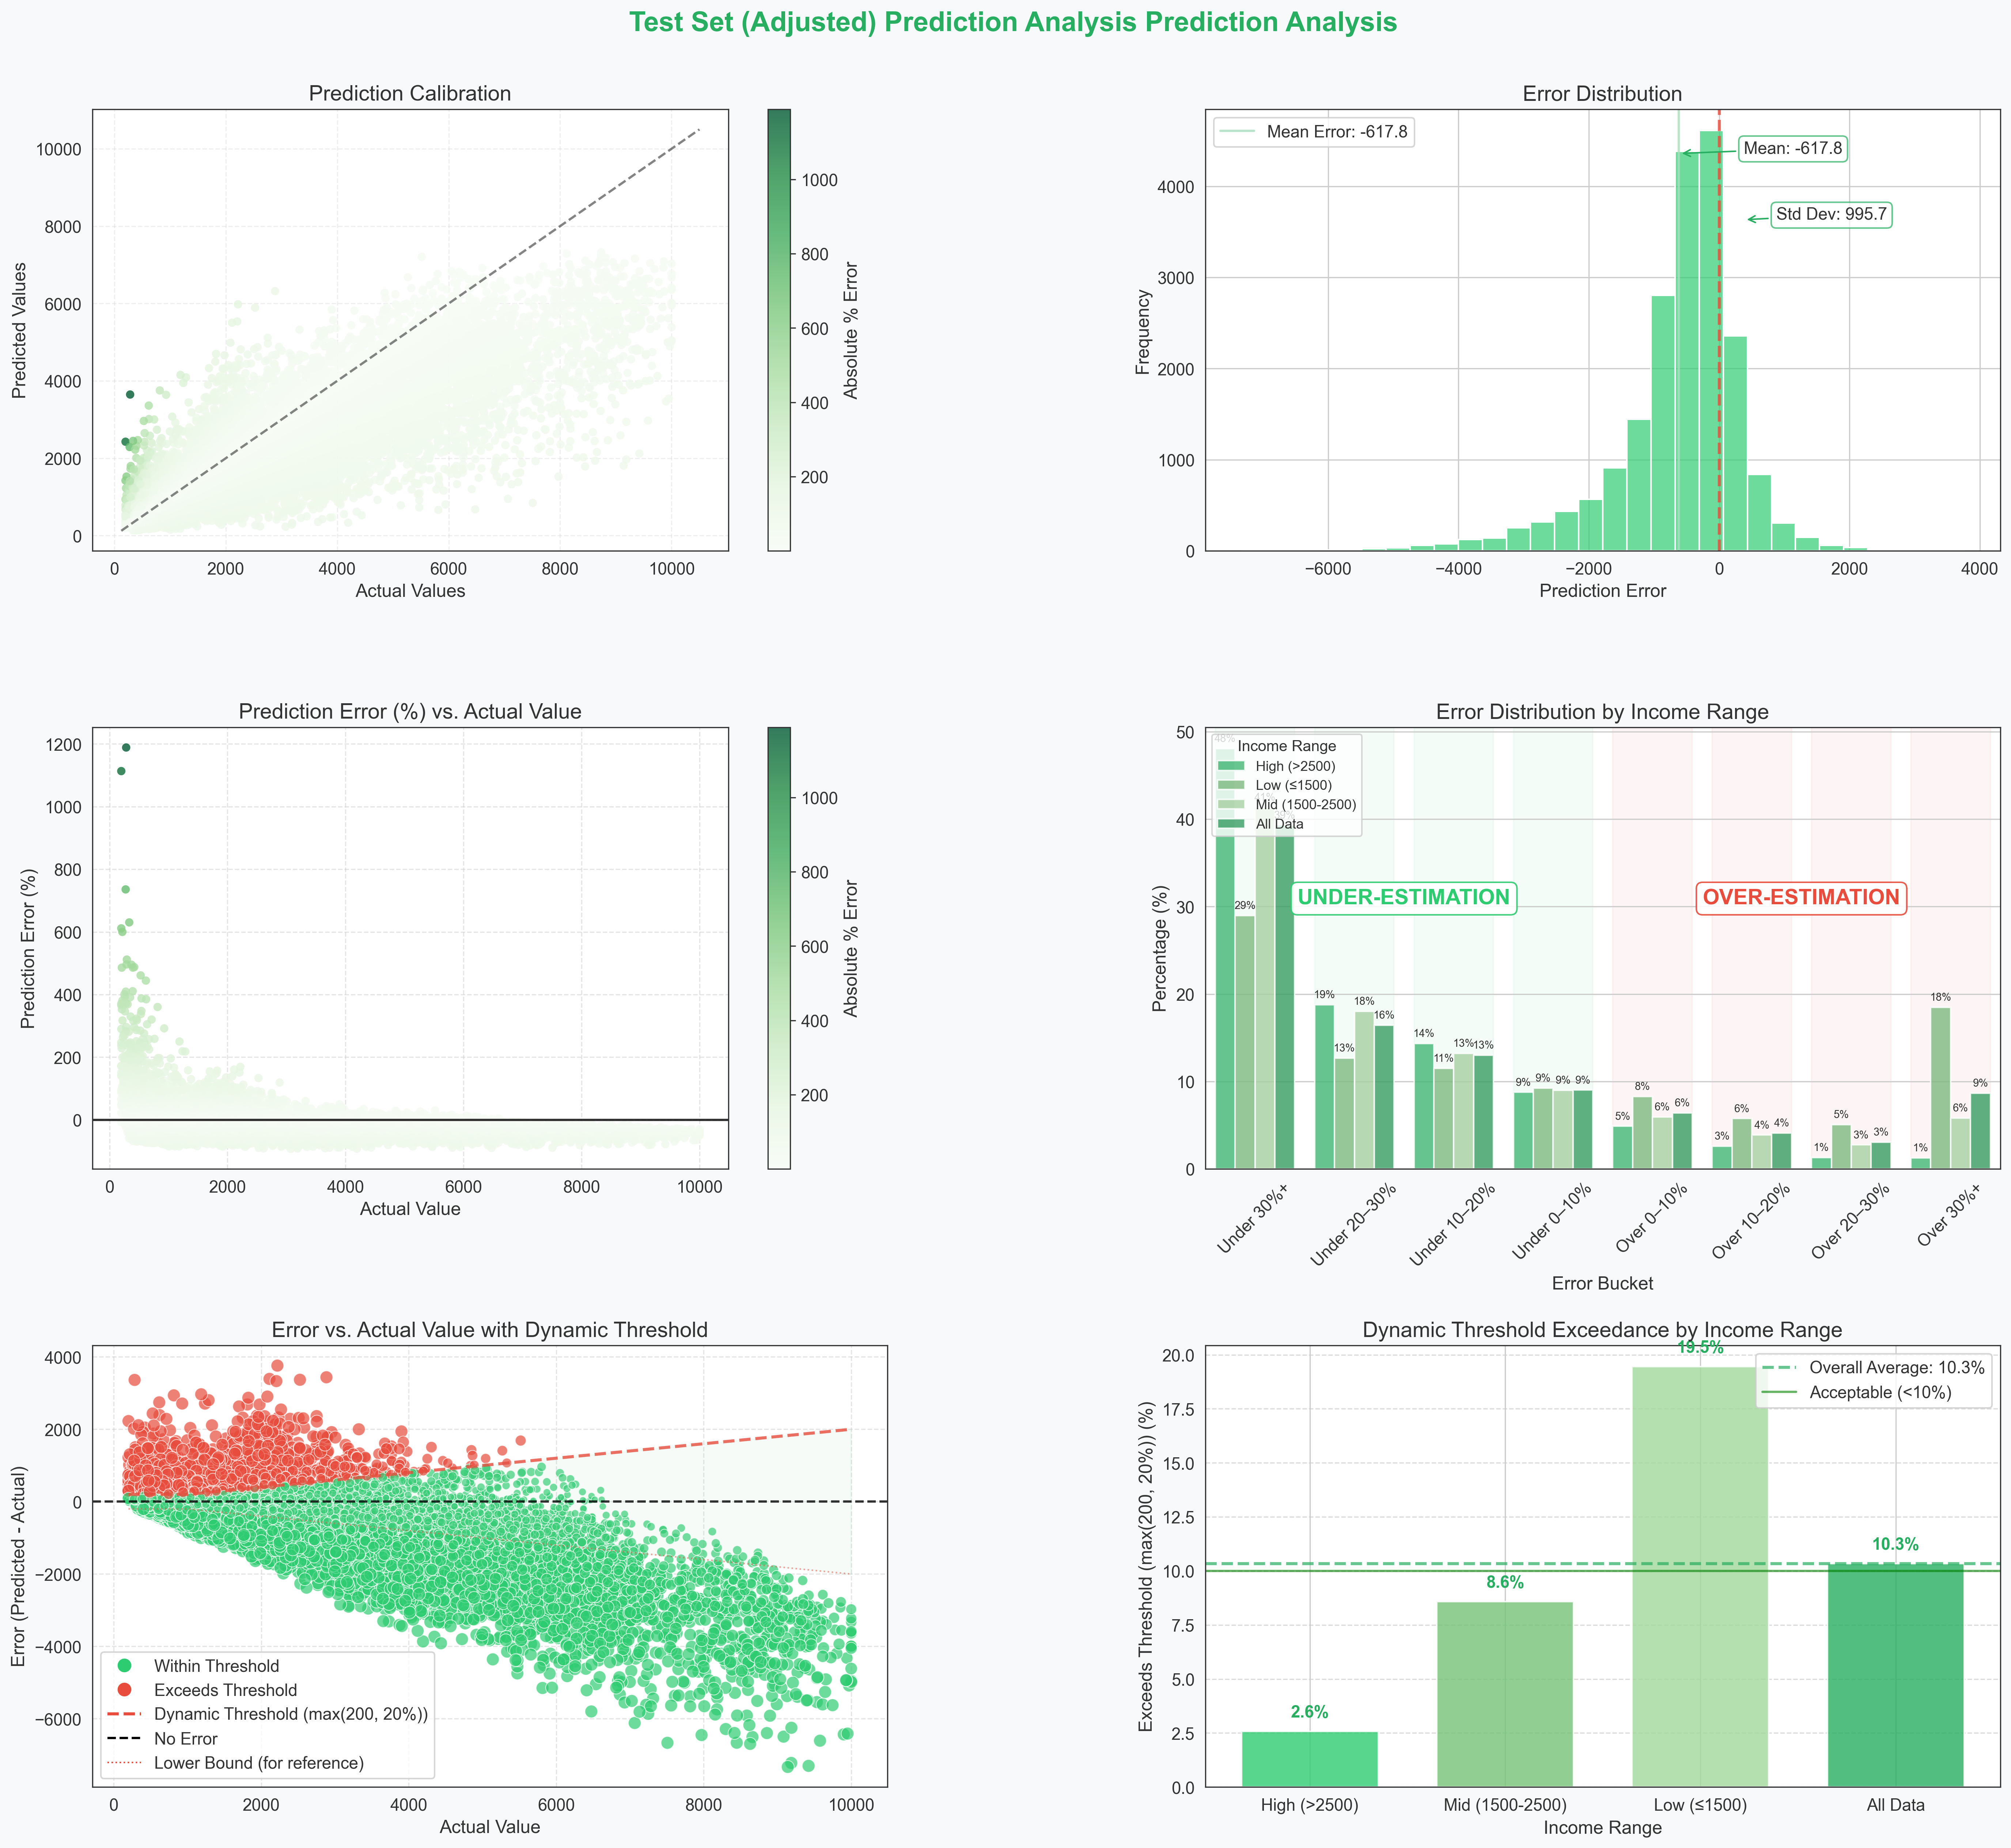 Test Set (Adjusted) Prediction Analysis Prediction Analysis
Prediction Calibration
Predicted Values
10000
8000
6000
4000
2000
0
0 2000 4000 6000 8000 10000
Actual Values
1000
800
600
400
200
Absolute % Error
Error Distribution
Mean Error: -617.8
Mean: -617.8
Std Dev: 995.7
Frequency
4000
3000
2000
1000
0
−6000 −4000 −2000 0 2000 4000
Prediction Error
Prediction Error (%) vs. Actual Value
Prediction Error (%)
1200
1000
800
600
400
200
0
0 2000 4000 6000 8000 10000
Actual Value
1000
800
600
400
200
Absolute % Error
Error Distribution by Income Range
Percentage (%)
50
40
30
20
10
0
Income Range
High (>2500)
Low (≤1500)
Mid (1500-2500)
All Data
UNDER-ESTIMATION
OVER-ESTIMATION
48% 29% 41%
19% 13% 18% 16%
14% 11% 13% 13%
9% 9% 9% 9%
5% 8% 6% 6%
3% 6% 4% 4%
1% 5% 3% 3%
1% 18% 6% 9%
Under 30%+
Under 20–30%
Under 10–20%
Under 0–10%
Over 0–10%
Over 10–20%
Over 20–30%
Over 30%+
Error Bucket
Error vs. Actual Value with Dynamic Threshold
Error (Predicted - Actual)
4000
2000
0
−2000
−4000
−6000
Within Threshold
Exceeds Threshold
Dynamic Threshold (max(200, 20%))
No Error
Lower Bound (for reference)
0 2000 4000 6000 8000 10000
Actual Value
Dynamic Threshold Exceedance by Income Range
Exceeds Threshold (max(200, 20%)) (%)
20.0
17.5
15.0
12.5
10.0
7.5
5.0
2.5
0.0
Overall Average: 10.3%
Acceptable (<10%)
2.6%
8.6%
19.5%
10.3%
High (>2500) Mid (1500-2500) Low (≤1500) All Data
Income Range